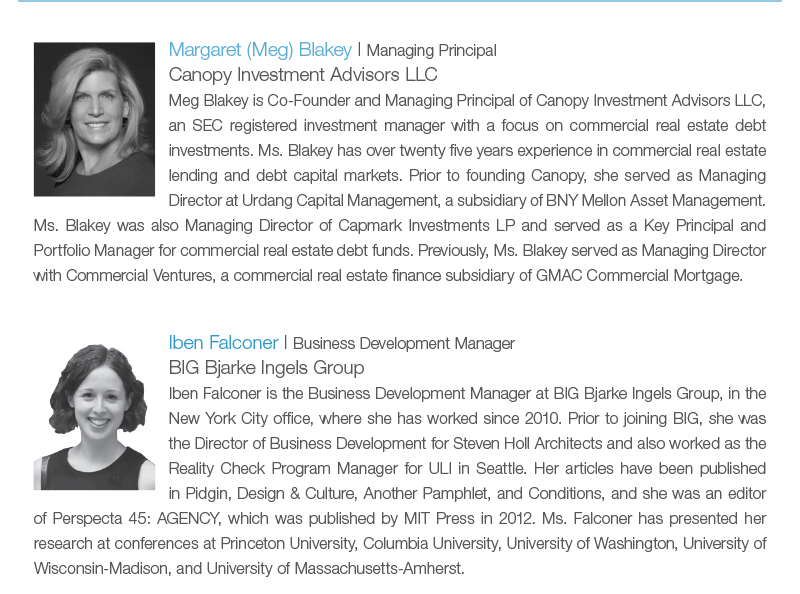 Margaret (Meg) Blakey | Managing Principal
Canopy Investment Advisors LLC
Meg Blakey is Co-Founder and Managing Principal of Canopy Investment Advisors LLC,
an SEC registered investment manager with a focus on commercial real estate debt
investments. Ms. Blakey has over twenty five years experience in commercial real estate
lending and debt capital markets. Prior to founding Canopy, she served as Managing
Director at Urdang Capital Management, a subsidiary of BNY Mellon Asset Management.
Ms. Blakey was also Managing Director of Capmark Investments LP and served as a Key Principal and
Portfolio Manager for commercial real estate debt funds. Previously, Ms. Blakey served as Managing Director
with Commercial Ventures, a commercial real estate finance subsidiary of GMAC Commercial Mortgage.
Iben Falconer | Business Development Manager
BIG Bjarke Ingels Group
Iben Falconer is the Business Development Manager at BIG Bjarke Ingels Group, in the
New York City office, where she has worked since 2010. Prior to joining BIG, she was
the Director of Business Development for Steven Holl Architects and also worked as the
Reality Check Program Manager for ULI in Seattle. Her articles have been published
in Pidgin, Design & Culture, Another Pamphlet, and Conditions, and she was an editor
of Perspecta 45: AGENCY, which was published by MIT Press in 2012. Ms. Falconer has presented her
research at conferences at Princeton University, Columbia University, University of Washington, University of
Wisconsin-Madison, and University of Massachusetts-Amherst.